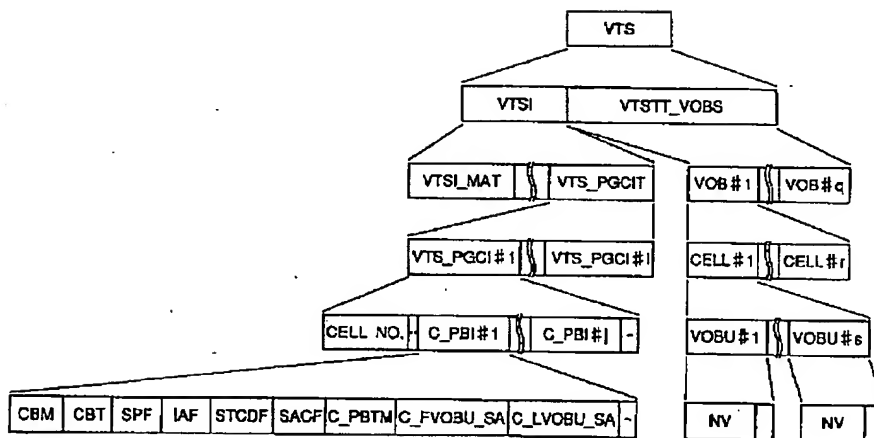 VTS
VTSI VTSTT_VOBS
VTSI_MAT VTS_PGCIT VOB#1 VOB#q
VTS_PGCI#1 VTS_PGCI#I CELL#1 CELL#r
CELL NO. C_PBI#1 C_PBI#j VOBU#1 VOBU#s
CBM CBT SPF IAF STCDF SACF C_PBTM C_FVOBU_SA C_LVOBU_SA NV NV